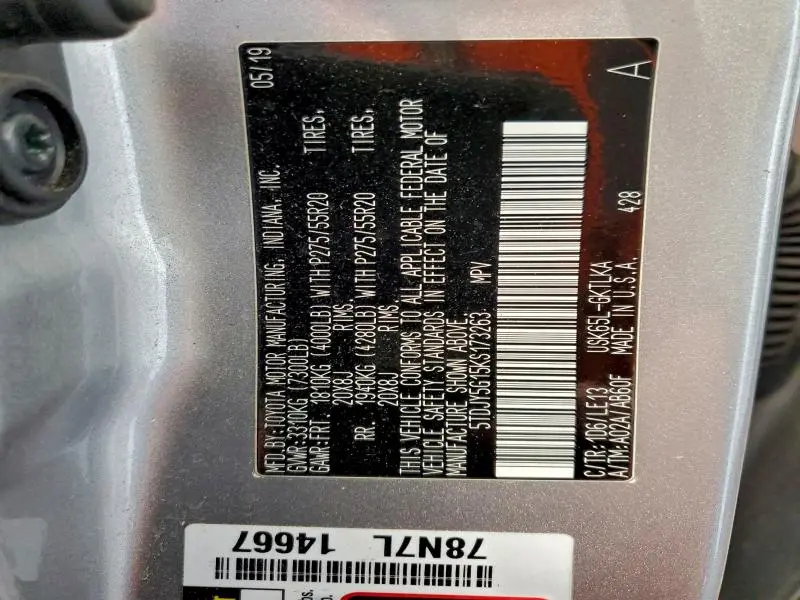 MFD.BY:TOYOTA MOTOR MANUFACTURING, INDIANA, INC. 05/19
GVWR:3310KG (7300LB)
GAWR:FRT. 1810KG (4000LB) WITH P275/55R20 TIRES,
20X8J RIMS,
RR. 1940KG (4280LB) WITH P275/55R20 TIRES,
20X8J RIMS,
THIS VEHICLE CONFORMS TO ALL APPLICABLE FEDERAL MOTOR
VEHICLE SAFETY STANDARDS IN EFFECT ON THE DATE OF
MANUFACTURE SHOWN ABOVE.
5TDJY5G15KS173263 MPV
C/TR:1D6/LE13 USK65L-GKTLKA 428 A
A/TM:A02A/AB60F MADE IN U.S.A.
78N7L
14667